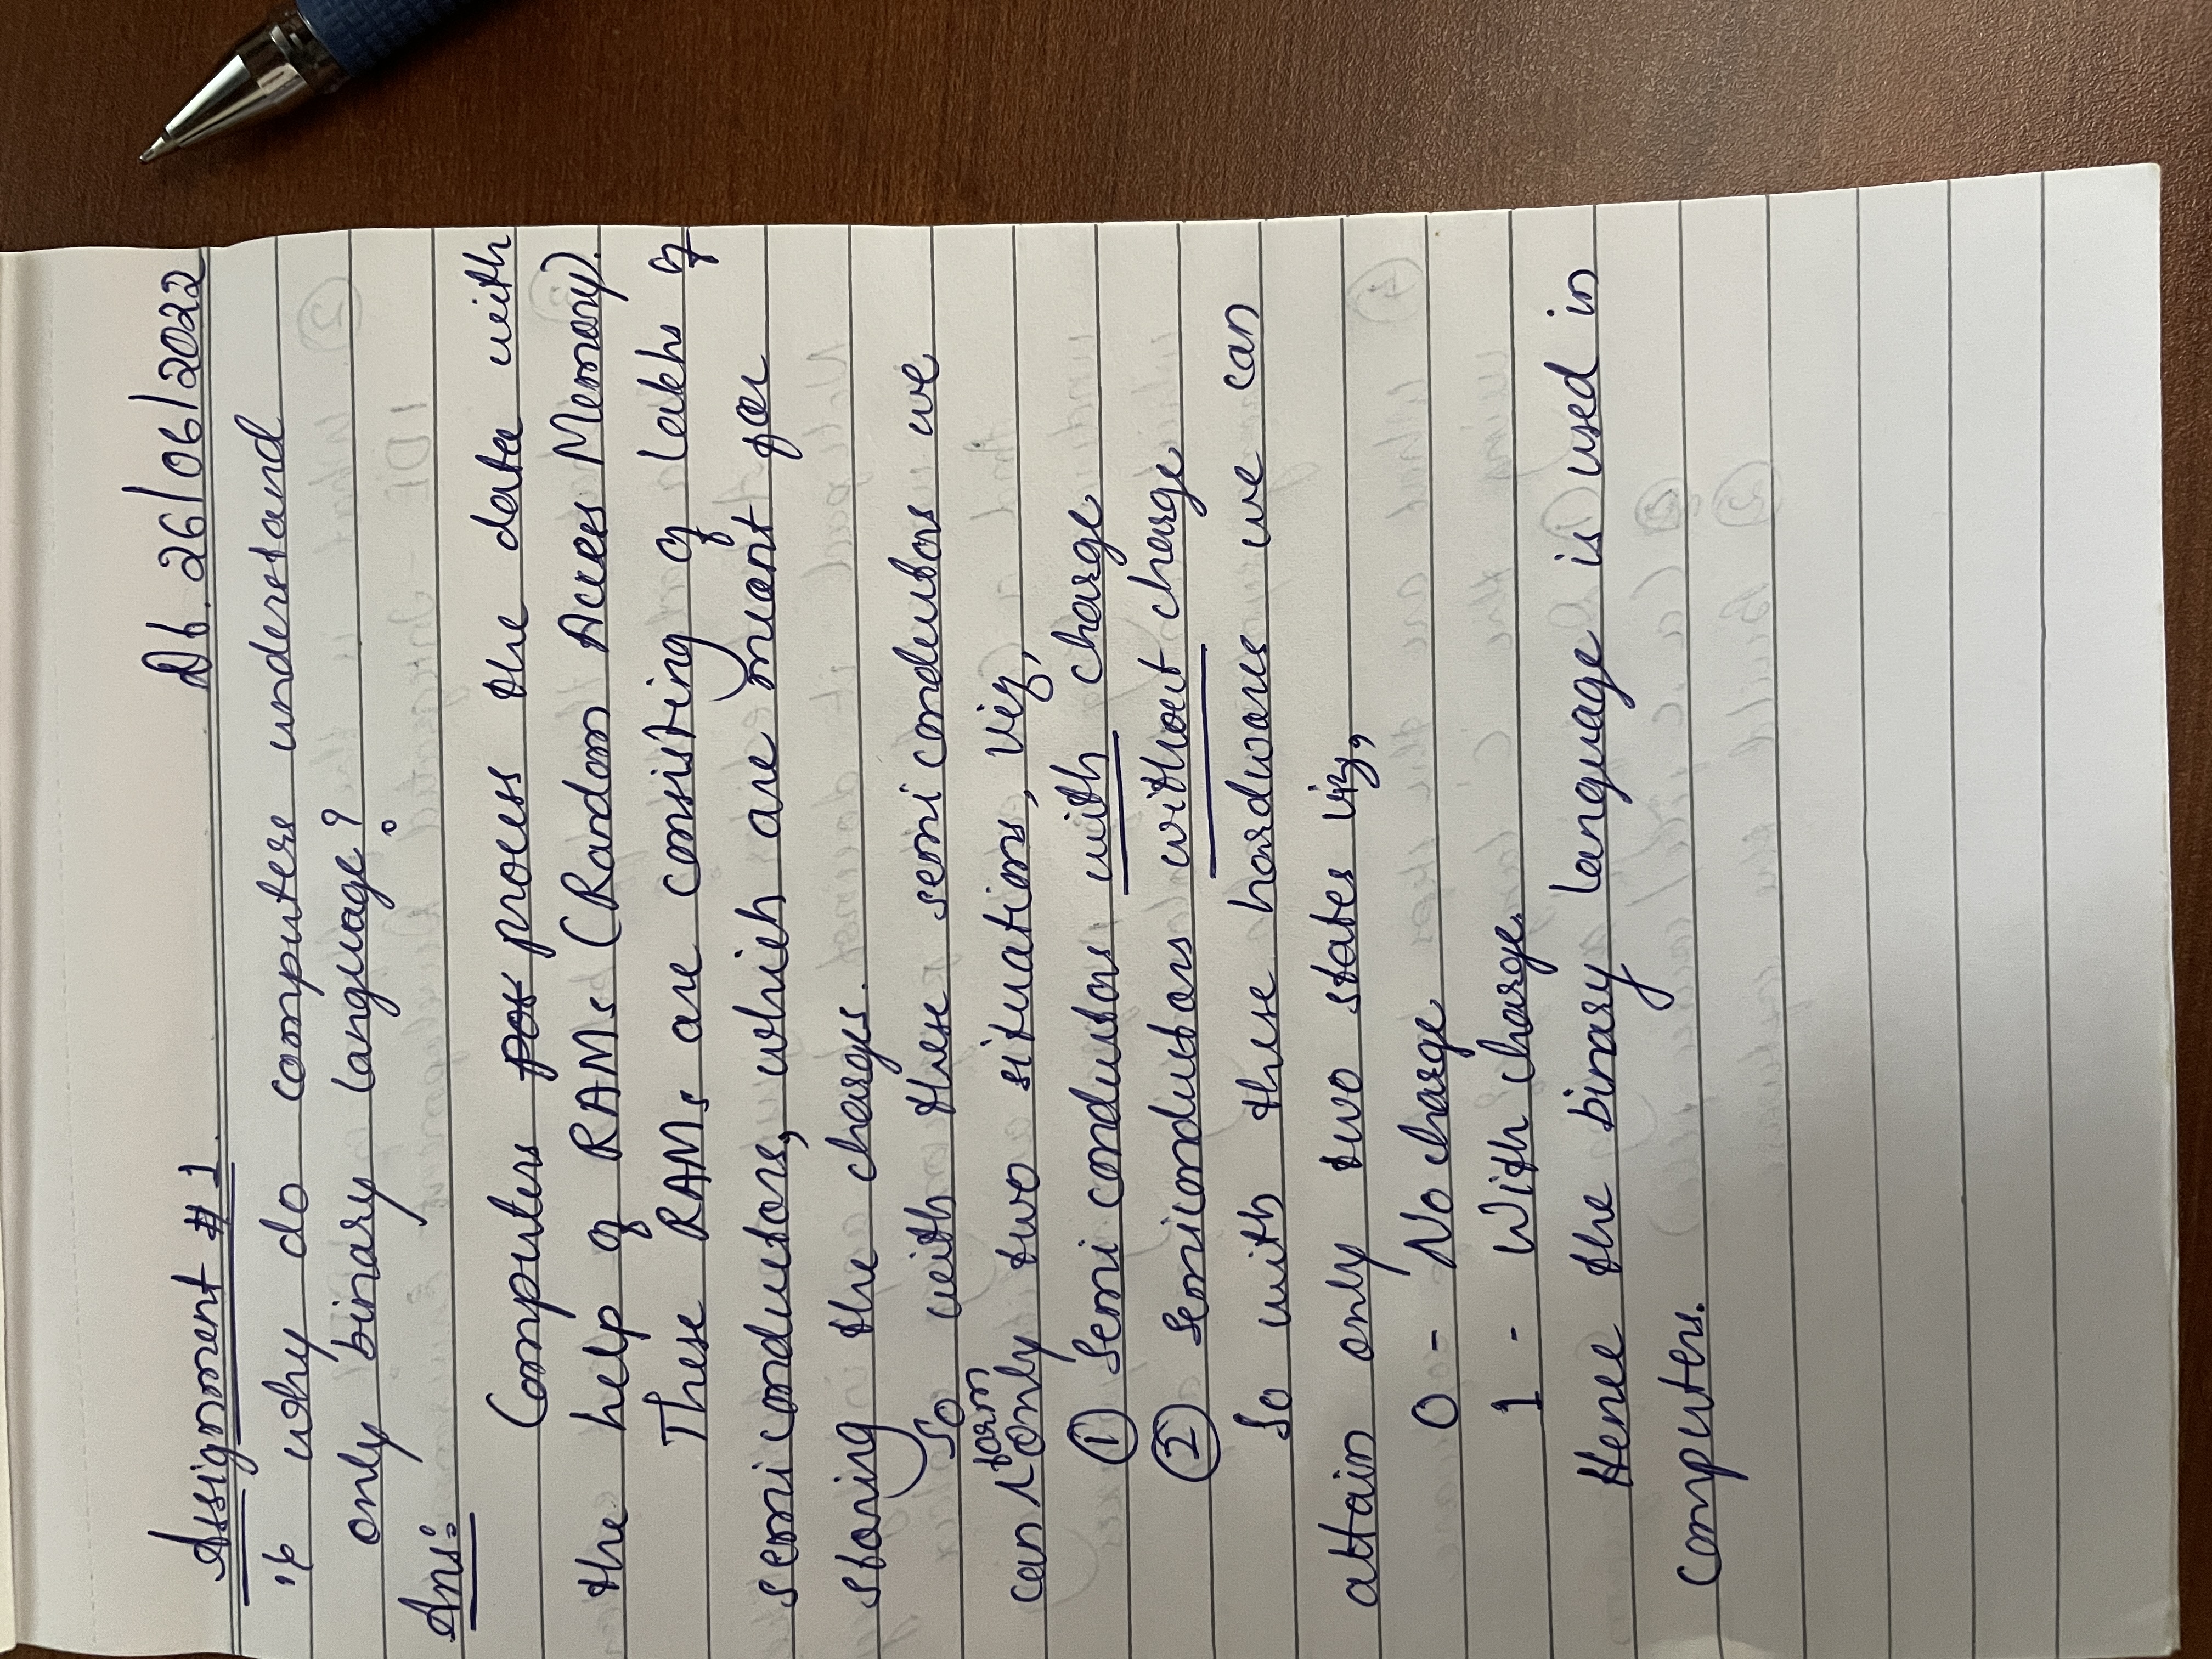 Assignment #1. Dt. 26/06/2022
why do computers understand
only binary language?
Ans:
Computers process the data with
the help of RAMs (Random Access Memory).
These RAMs are consisting of lakhs of
semiconductors, which are meant for
storing the charges.
So with these semiconductors we
form
can only two situations, viz,
① Semiconductors with charge
② Semiconductors without charge
So with these hardwares we can
attain only two states viz,
0 - No charge
1 - With charge.
Hence the binary language is used in
computers.